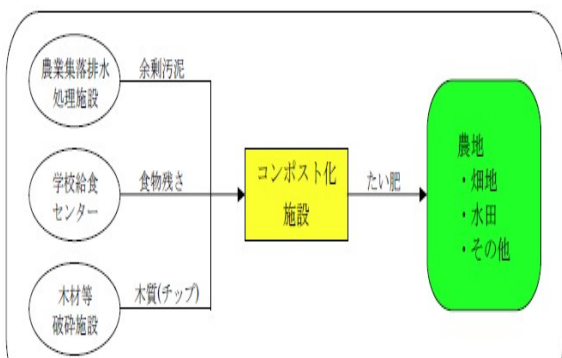 農業集落排水
処理施設
余剰汚泥
学校給食
センター
食物残さ
木材等
破砕施設
木質(チップ)
コンポスト化
施設
たい肥
農地
・畑地
・水田
・その他